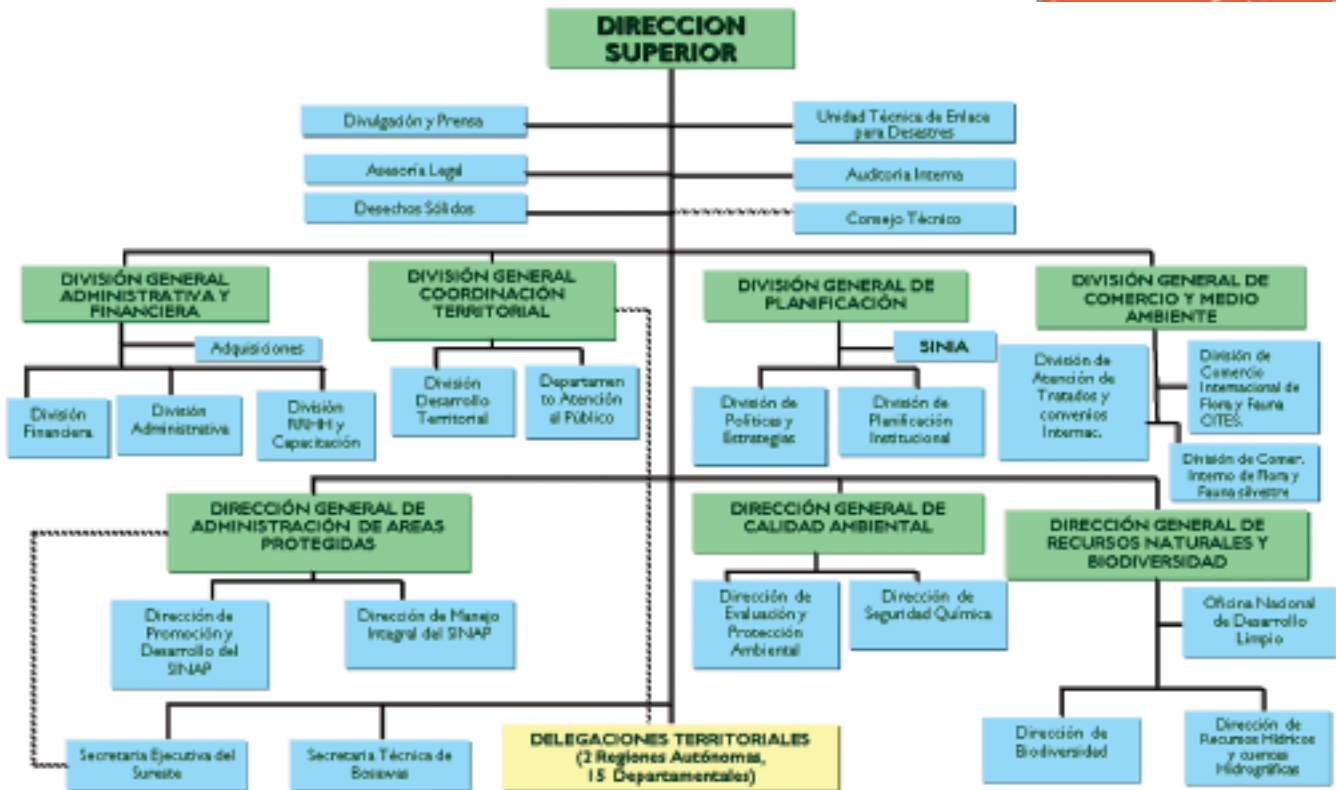 DIRECCION
SUPERIOR
Divulgación y Prensa
Unidad Técnica de Enlace
para Desastres
Asesoría Legal
Auditoría Interna
Desechos Sólidos
Consejo Técnico
DIVISIÓN GENERAL
ADMINISTRATIVA Y
FINANCIERA
DIVISIÓN GENERAL
COORDINACIÓN
TERRITORIAL
DIVISIÓN GENERAL DE
PLANIFICACIÓN
DIVISIÓN GENERAL DE
COMERCIO Y MEDIO
AMBIENTE
Adquisiciones
División
Financiera
División
Administrativa
División
RRHH y
Capacitación
División
Desarrollo
Territorial
Departamen
to Atención
al Público
SINIA
División de
Políticas y
Estrategias
División de
Planificación
Institucional
División de
Atención de
Tratados y
convenios
Internac.
División de
Comercio
Internacional de
Flora y Fauna
CITES.
División de Comer.
Interno de Flora y
Fauna silvestre
DIRECCIÓN GENERAL DE
ADMINISTRACIÓN DE AREAS
PROTEGIDAS
DIRECCIÓN GENERAL DE
CALIDAD AMBIENTAL
DIRECCIÓN GENERAL DE
RECURSOS NATURALES Y
BIODIVERSIDAD
Dirección de
Promoción y
Desarrollo del
SINAP
Dirección de Manejo
Integral del SINAP
Dirección de
Evaluación y
Protección
Ambiental
Dirección de
Seguridad Química
Oficina Nacional
de Desarrollo
Limpio
Dirección de
Biodiversidad
Dirección de
Recursos Hídricos
y cuencas
Hidrográficas
Secretaria Ejecutiva del
Sureste
Secretaria Técnica de
Bosawas
DELEGACIONES TERRITORIALES
(2 Regiones Autónomas,
15 Departamentales)